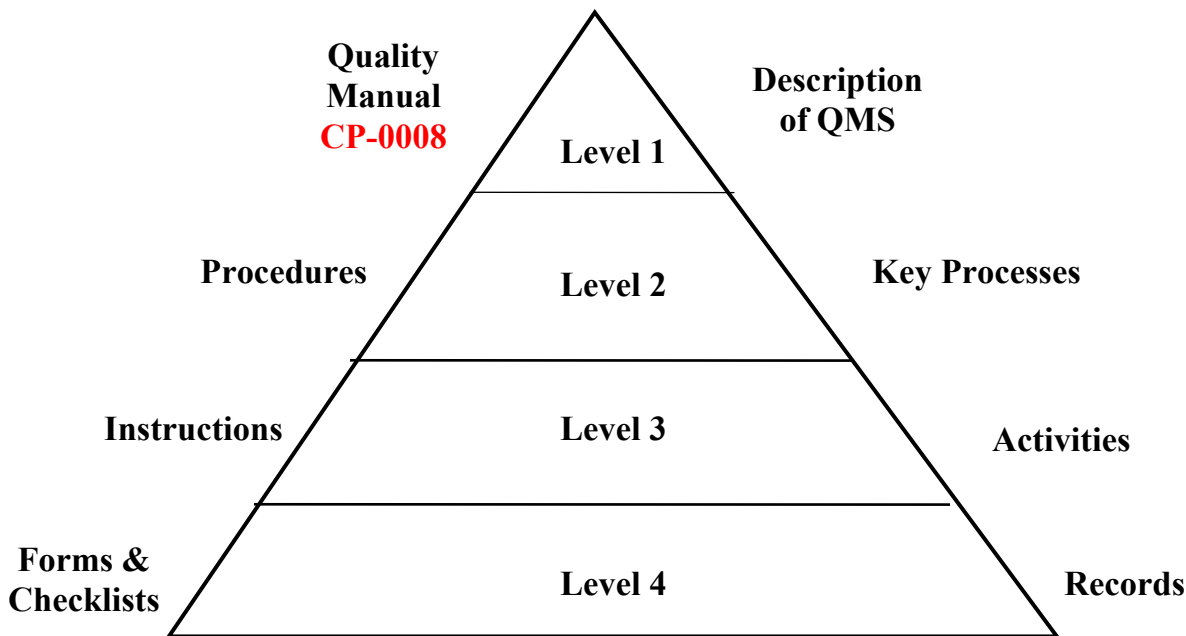 Quality
Manual
CP-0008
Description
of QMS
Level 1
Procedures
Level 2
Key Processes
Instructions
Level 3
Activities
Forms &
Checklists
Level 4
Records